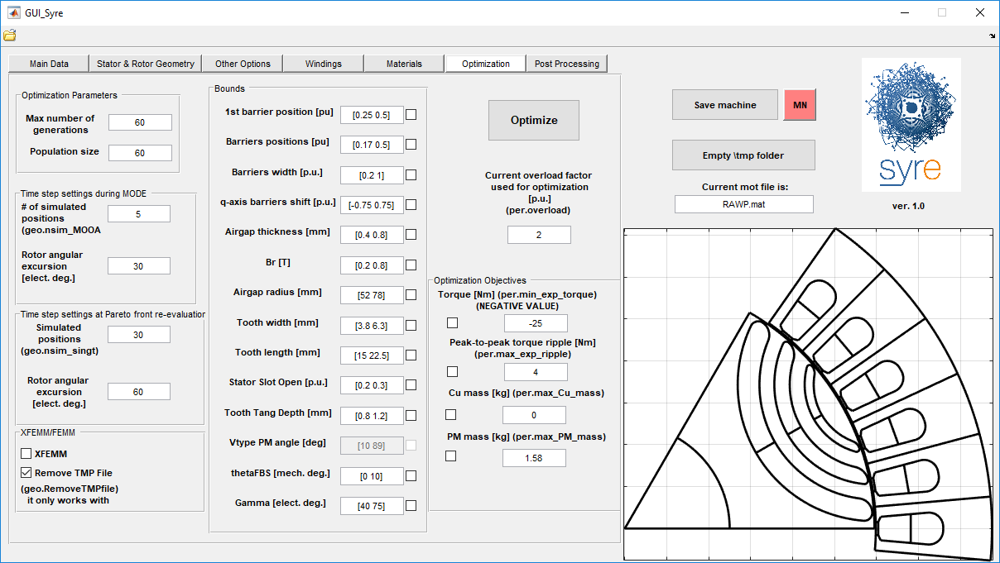 GUI_Syre
Main Data
Stator & Rotor Geometry
Other Options
Windings
Materials
Optimization
Post Processing
Optimization Parameters
Max number of
generations
60
Population size
60
Time step settings during MODE
# of simulated
positions
(geo.nsim_MOOA
5
Rotor angular
excursion
[elect. deg.]
30
Time step settings at Pareto front re-evaluation
Simulated
positions
(geo.nsim_singt)
30
Rotor angular
excursion
[elect. deg.]
60
XFEMM/FEMM
XFEMM
Remove TMP File
(geo.RemoveTMPfile)
it only works with
Bounds
1st barrier position [pu]
[0.25 0.5]
Barriers positions [pu]
[0.17 0.5]
Barriers width [p.u.]
[0.2 1]
q-axis barriers shift [p.u.]
[-0.75 0.75]
Airgap thickness [mm]
[0.4 0.8]
Br [T]
[0.2 0.8]
Airgap radius [mm]
[52 78]
Tooth width [mm]
[3.8 6.3]
Tooth length [mm]
[15 22.5]
Stator Slot Open [p.u.]
[0.2 0.3]
Tooth Tang Depth [mm]
[0.8 1.2]
Vtype PM angle [deg]
[10 89]
thetaFBS [mech. deg.]
[0 10]
Gamma [elect. deg.]
[40 75]
Optimize
Current overload factor
used for optimization
[p.u.]
(per.overload)
2
Optimization Objectives
Torque [Nm] (per.min_exp_torque)
(NEGATIVE VALUE)
-25
Peak-to-peak torque ripple [Nm]
(per.max_exp_ripple)
4
Cu mass [kg] (per.max_Cu_mass)
0
PM mass [kg] (per.max_PM_mass)
1.58
Save machine
MN
Empty \tmp folder
Current mot file is:
RAWP.mat
syre
ver. 1.0